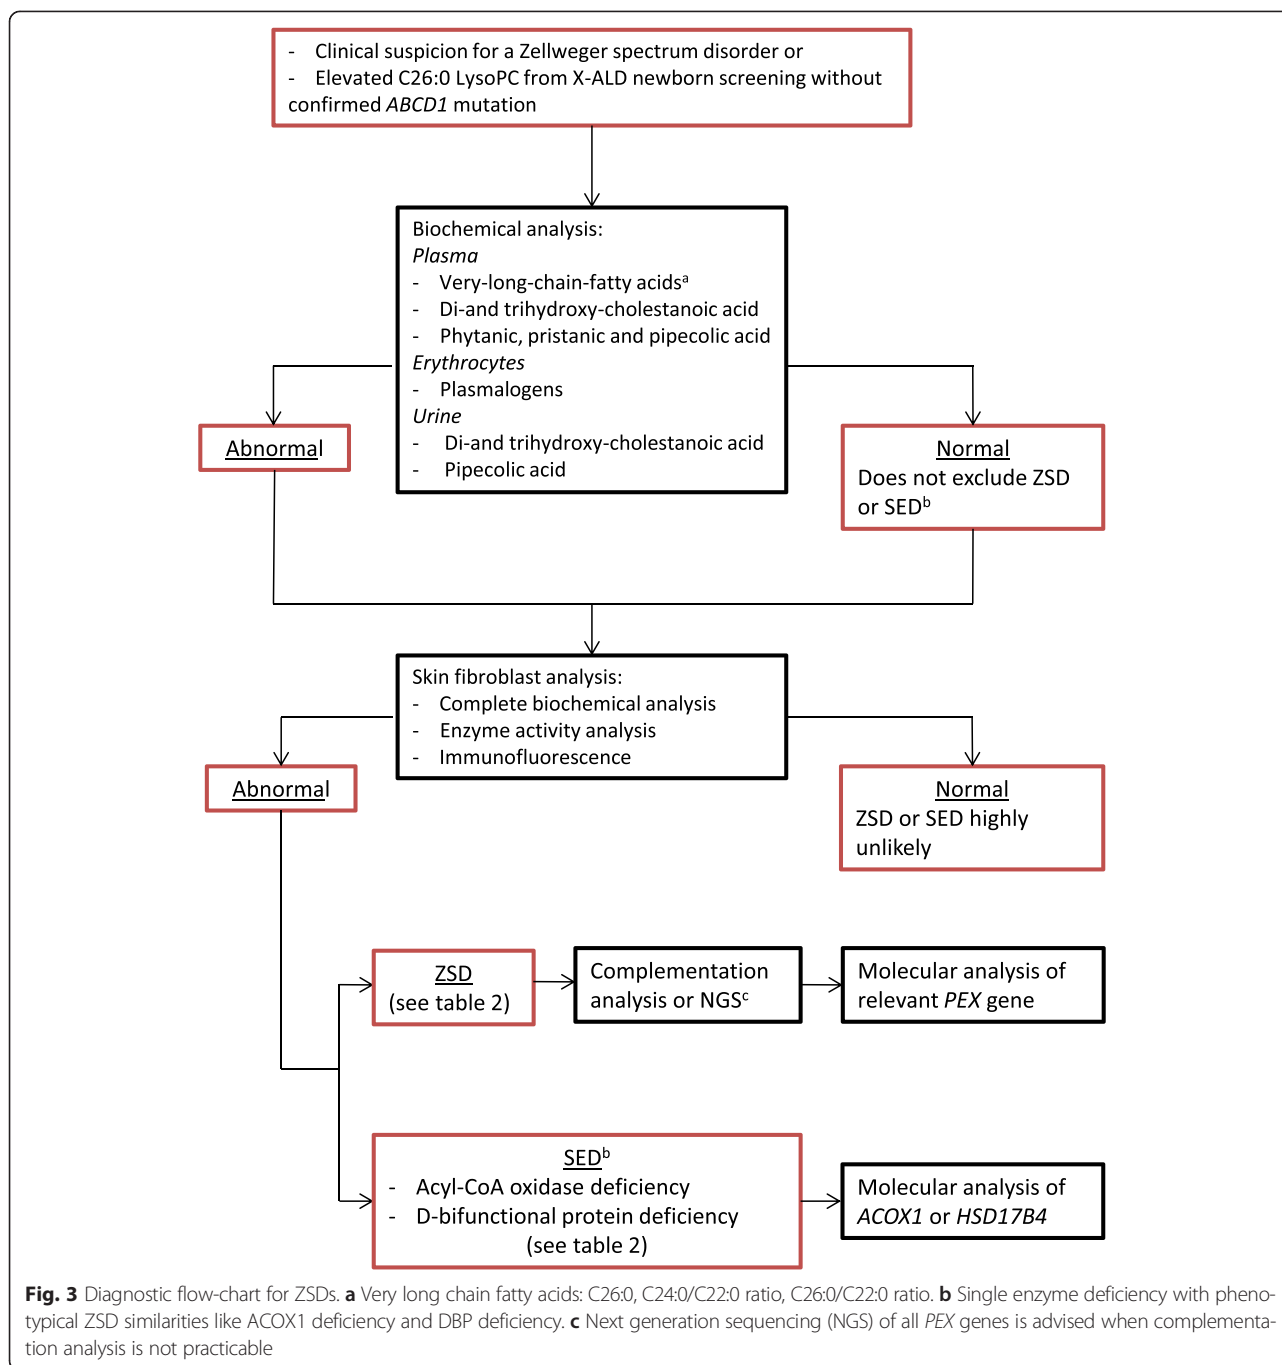 - Clinical suspicion for a Zellweger spectrum disorder or
- Elevated C26:0 LysoPC from X-ALD newborn screening without
confirmed ABCD1 mutation
Biochemical analysis:
Plasma
- Very-long-chain-fatty acidsᵃ
- Di-and trihydroxy-cholestanoic acid
- Phytanic, pristanic and pipecolic acid
Erythrocytes
- Plasmalogens
Urine
- Di-and trihydroxy-cholestanoic acid
- Pipecolic acid
Abnormal
Normal
Does not exclude ZSD
or SEDᵇ
Skin fibroblast analysis:
- Complete biochemical analysis
- Enzyme activity analysis
- Immunofluorescence
Abnormal
Normal
ZSD or SED highly
unlikely
ZSD
(see table 2)
Complementation
analysis or NGSᶜ
Molecular analysis of
relevant PEX gene
SEDᵇ
- Acyl-CoA oxidase deficiency
- D-bifunctional protein deficiency
(see table 2)
Molecular analysis of
ACOX1 or HSD17B4
Fig. 3 Diagnostic flow-chart for ZSDs. a Very long chain fatty acids: C26:0, C24:0/C22:0 ratio, C26:0/C22:0 ratio. b Single enzyme deficiency with pheno-
typical ZSD similarities like ACOX1 deficiency and DBP deficiency. c Next generation sequencing (NGS) of all PEX genes is advised when complementa-
tion analysis is not practicable